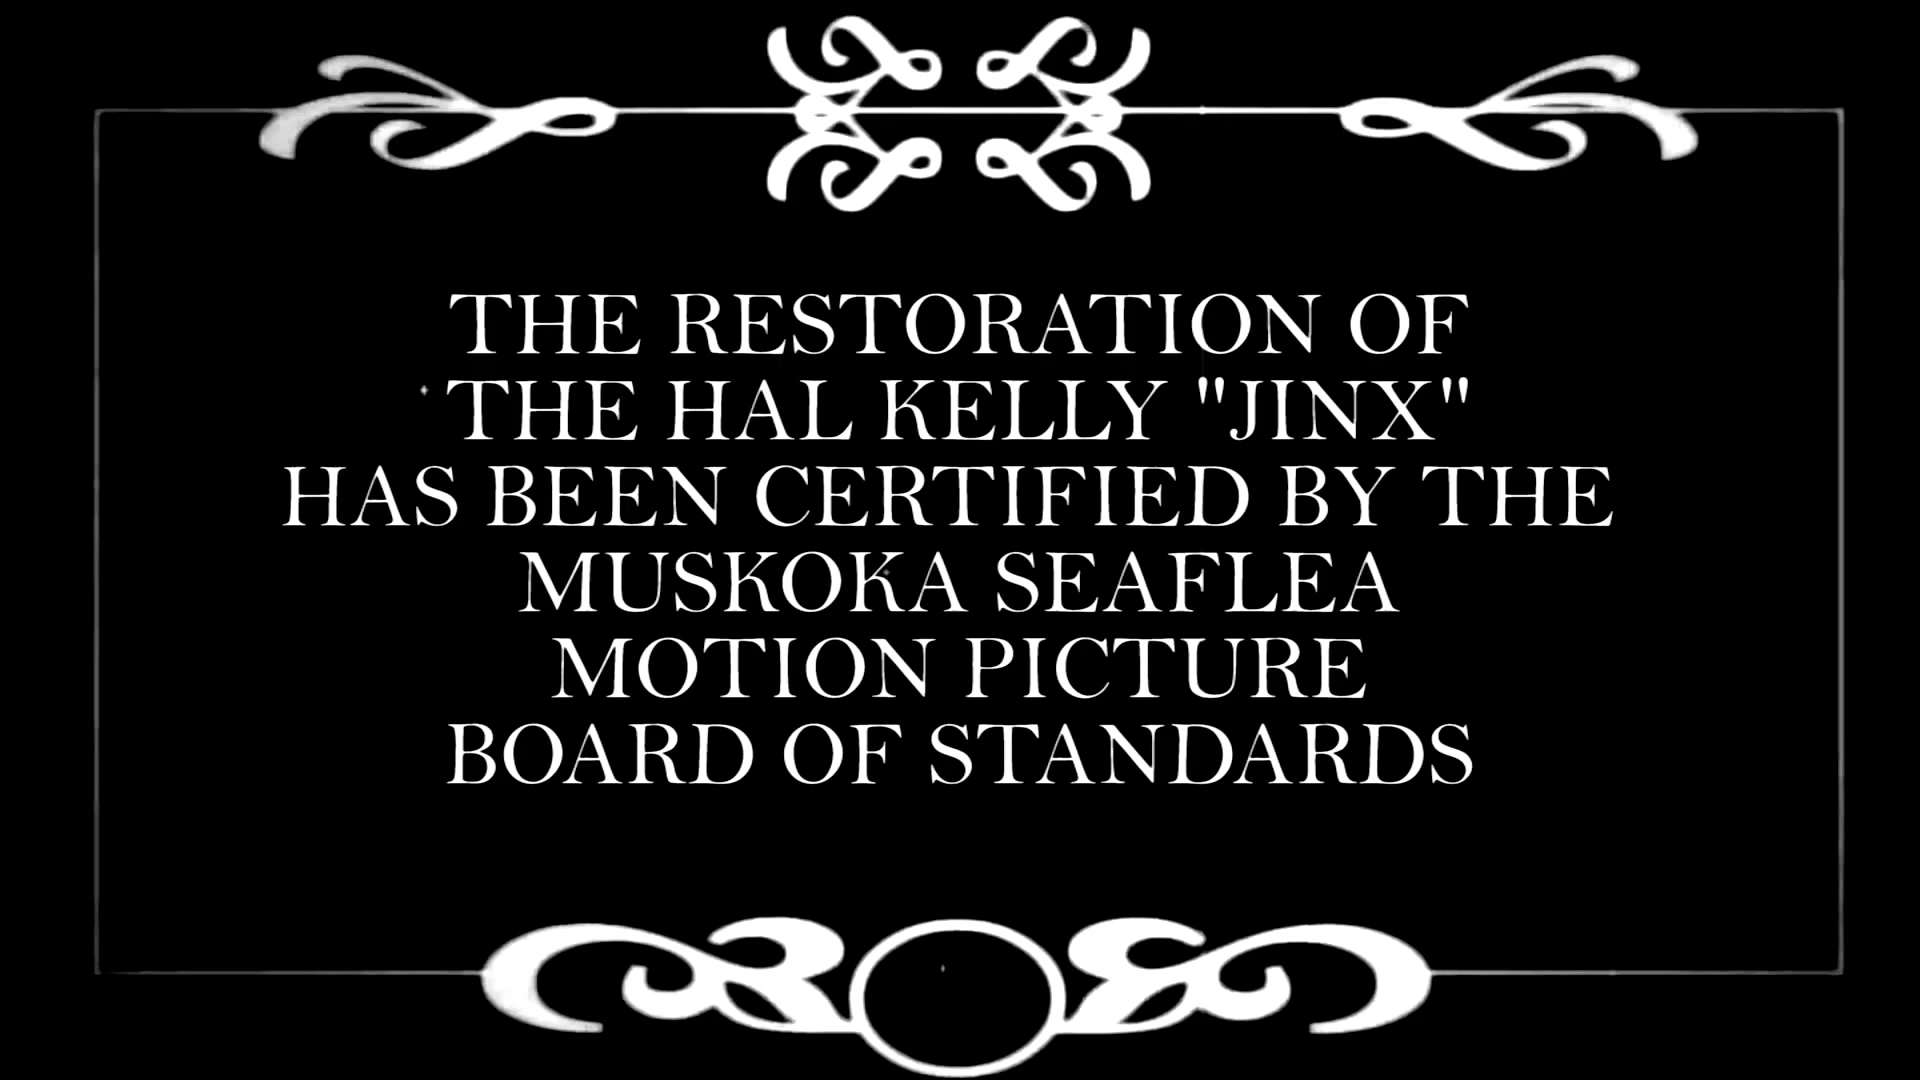 THE RESTORATION OF
THE HAL KELLY "JINX"
HAS BEEN CERTIFIED BY THE
MUSKOKA SEAFLEA
MOTION PICTURE
BOARD OF STANDARDS